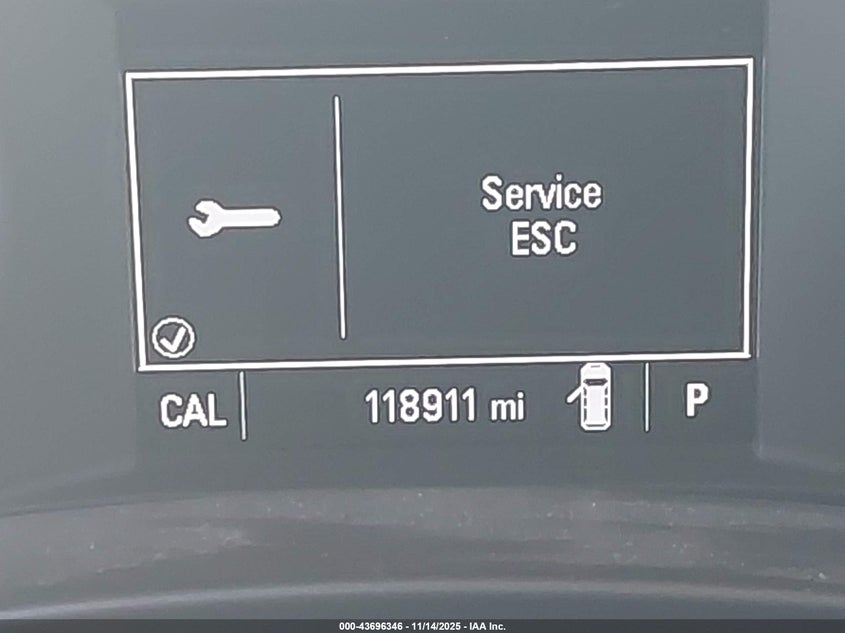 Service
ESC
CAL 118911 mi P
000-43696346 - 11/14/2025 - IAA Inc.